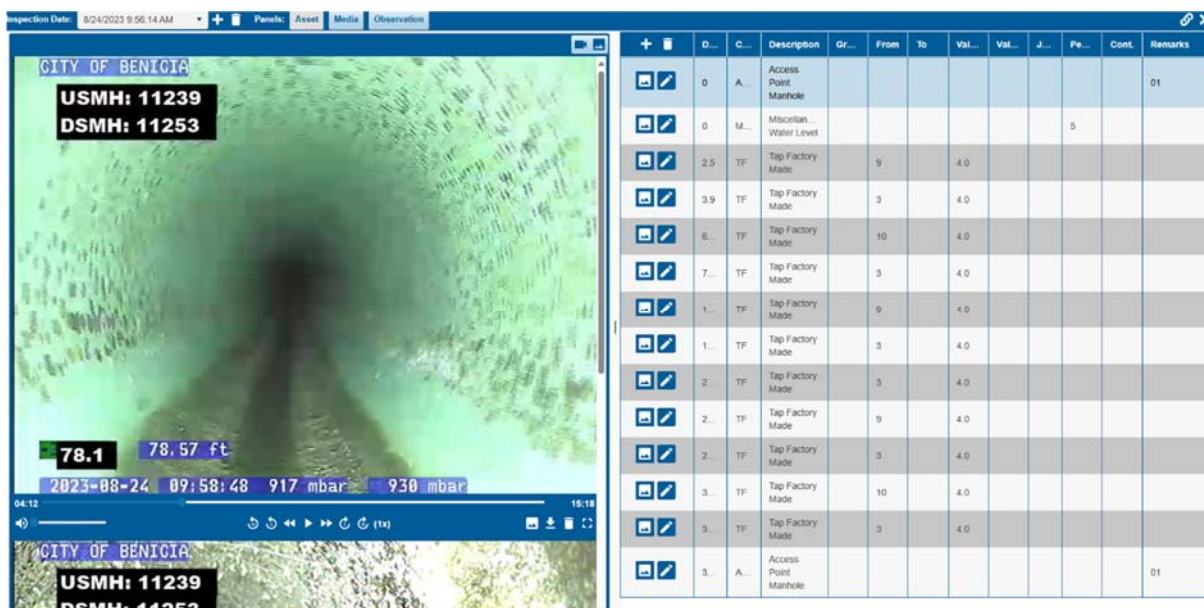 Inspection Date: 8/24/2023 9:56:14 AM Panels: Asset Media Observation
CITY OF BENICIA
USMH: 11239
DSMH: 11253
78.1 78.57 ft
2023-08-24 09:58:48 917 mbar 930 mbar
04:12 15:18
(1x)
CITY OF BENICIA
USMH: 11239
DSMH: 11253
D... C... Description Gr... From To Val... Val... J... Pe... Cont. Remarks
0 A... Access Point Manhole 01
0 M... Miscellan... Water Level 5
2.5 TF Tap Factory Made 9 4.0
3.9 TF Tap Factory Made 3 4.0
6... TF Tap Factory Made 10 4.0
7... TF Tap Factory Made 3 4.0
1... TF Tap Factory Made 9 4.0
1... TF Tap Factory Made 3 4.0
2... TF Tap Factory Made 3 4.0
2... TF Tap Factory Made 9 4.0
2... TF Tap Factory Made 3 4.0
3... TF Tap Factory Made 10 4.0
3... TF Tap Factory Made 3 4.0
3... A... Access Point Manhole 01